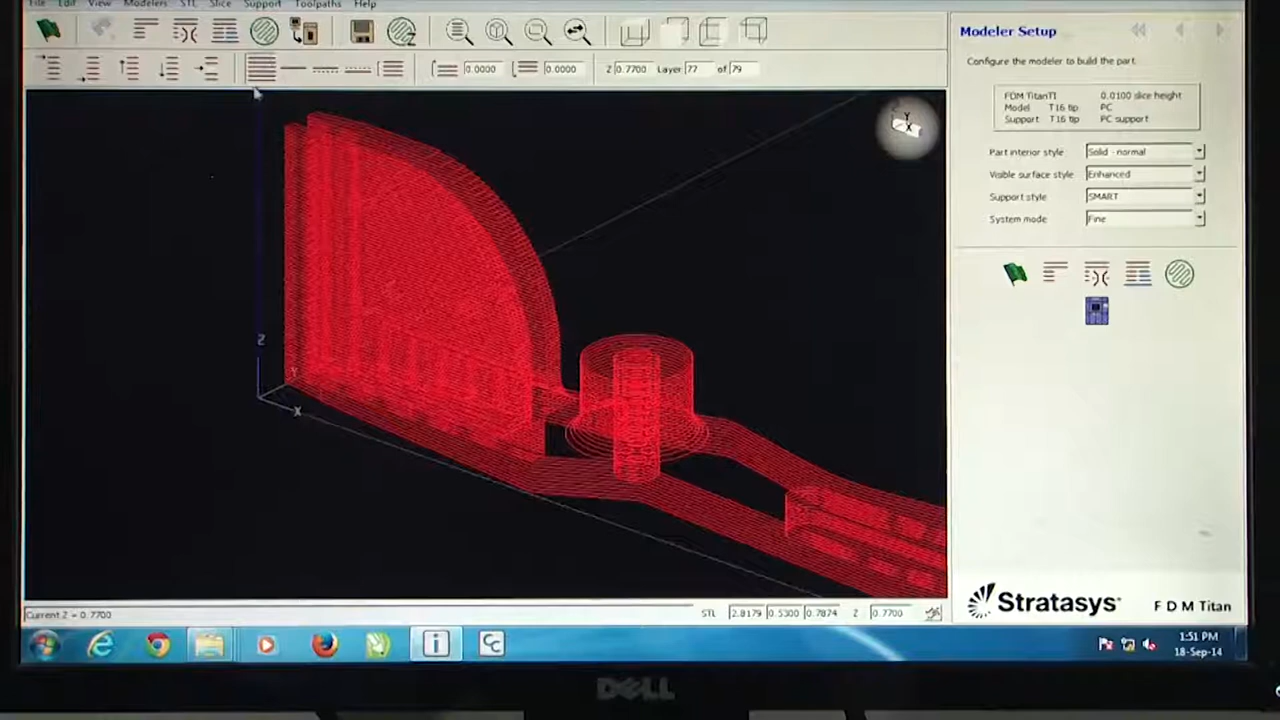 File Edit View Modelers STL Slice Support Toolpaths Help
0.0000 0.0000 Z 0.7700 Layer 77 of 79
Modeler Setup
Configure the modeler to build the part.
FDM TitanTI 0.0100 slice height
Model T16 tip PC
Support T16 tip PC support
Part interior style Solid - normal
Visible surface style Enhanced
Support style SMART
System mode Fine
Y
X
Z
Y
X
Stratasys FDM Titan
Current Z = 0.7700 STL 2.8179 0.5300 0.7874 Z 0.7700
1:51 PM
18-Sep-14
DELL